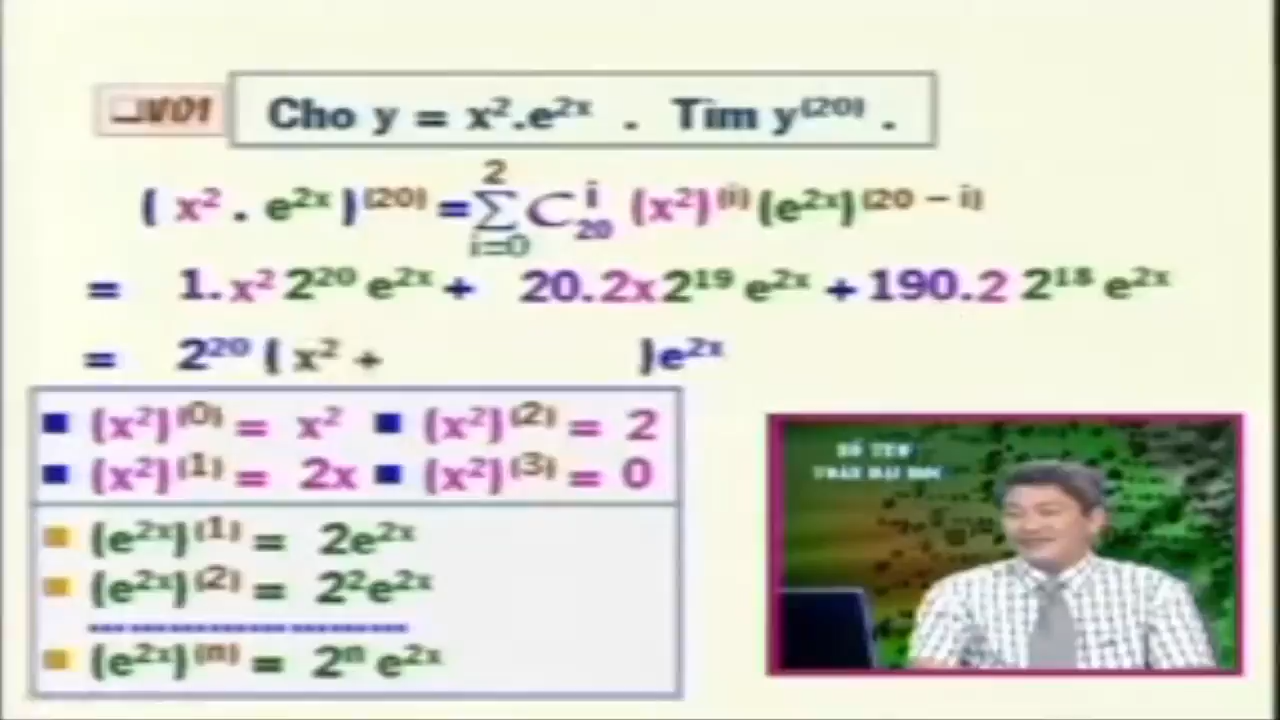 VD1 Cho y = x².e²ˣ . Tìm y⁽²⁰⁾ .
( x² . e²ˣ )⁽²⁰⁾ = ∑ᵢ₌₀² Cⁱ₂₀ (x²)⁽ⁱ⁾ (e²ˣ)⁽²⁰ ⁻ ⁱ⁾
= 1.x² 2²⁰ e²ˣ + 20.2x 2¹⁹ e²ˣ + 190.2 2¹⁸ e²ˣ
= 2²⁰ ( x² + )e²ˣ
(x²)⁽⁰⁾ = x² (x²)⁽²⁾ = 2
(x²)⁽¹⁾ = 2x (x²)⁽³⁾ = 0
(e²ˣ)⁽¹⁾ = 2e²ˣ
(e²ˣ)⁽²⁾ = 2²e²ˣ
(e²ˣ)⁽ⁿ⁾ = 2ⁿ e²ˣ